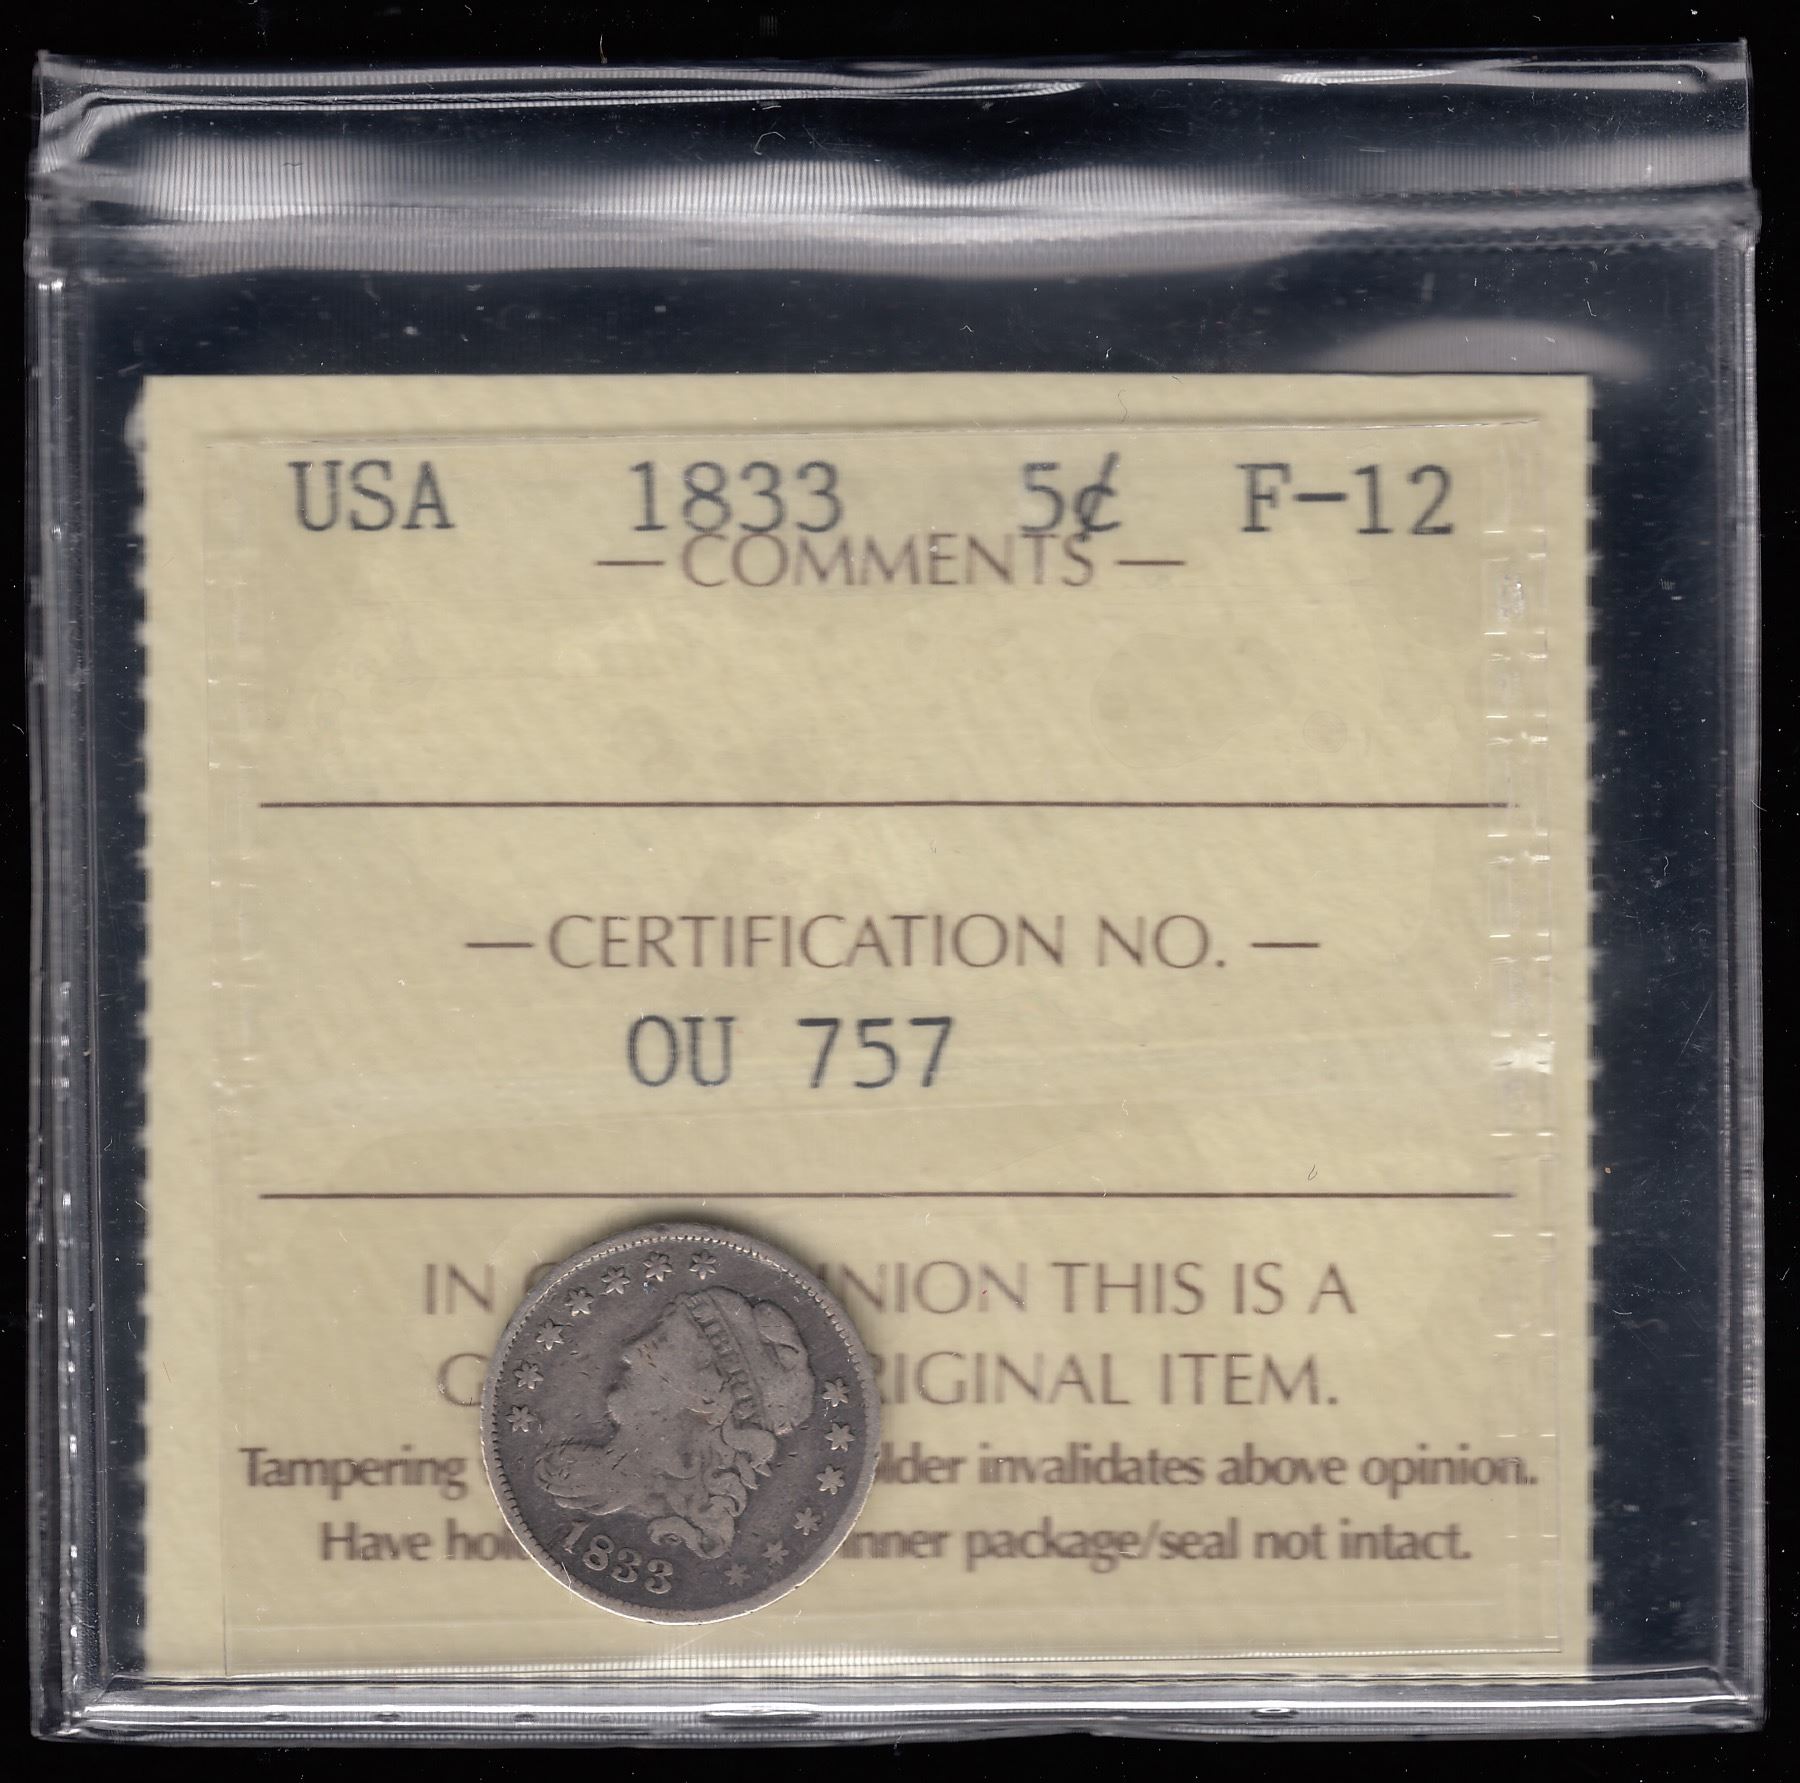 USA 1833 5¢ F-12
— COMMENTS —
— CERTIFICATION NO. —
OU 757
IN NION THIS IS A
RIGINAL ITEM.
Tampering lder invalidates above opinion.
Have hol nner package/seal not intact.
LIBERTY
1833